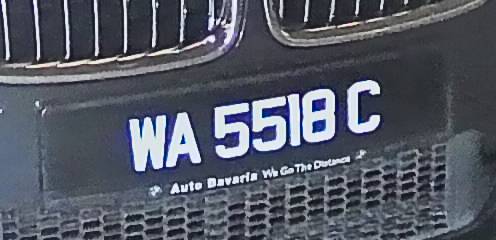 WA 5518 C
Auto Bavaria We Go The Distance